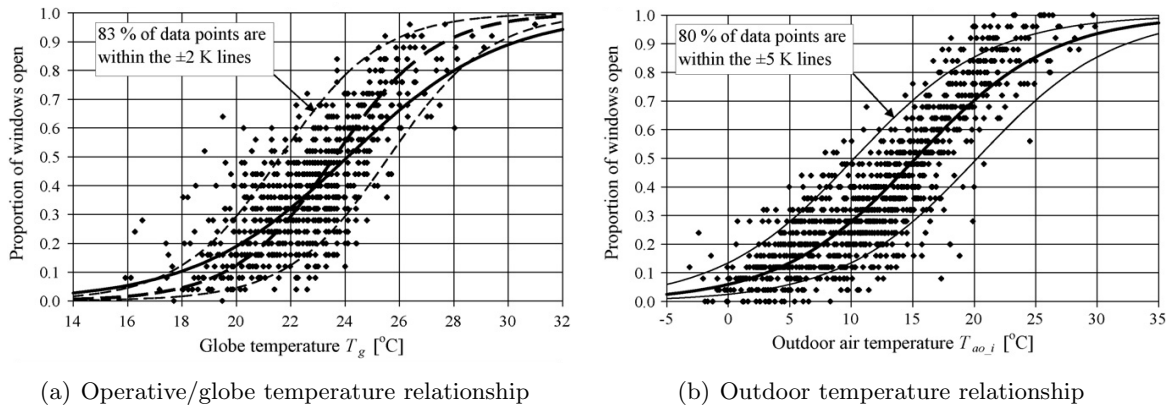 83 % of data points are
within the ±2 K lines
Proportion of windows open
1.0
0.9
0.8
0.7
0.6
0.5
0.4
0.3
0.2
0.1
0.0
14 16 18 20 22 24 26 28 30 32
Globe temperature T_g [°C]
(a) Operative/globe temperature relationship
80 % of data points are
within the ±5 K lines
Proportion of windows open
1.0
0.9
0.8
0.7
0.6
0.5
0.4
0.3
0.2
0.1
0.0
-5 0 5 10 15 20 25 30 35
Outdoor air temperature T_ao_i [°C]
(b) Outdoor temperature relationship